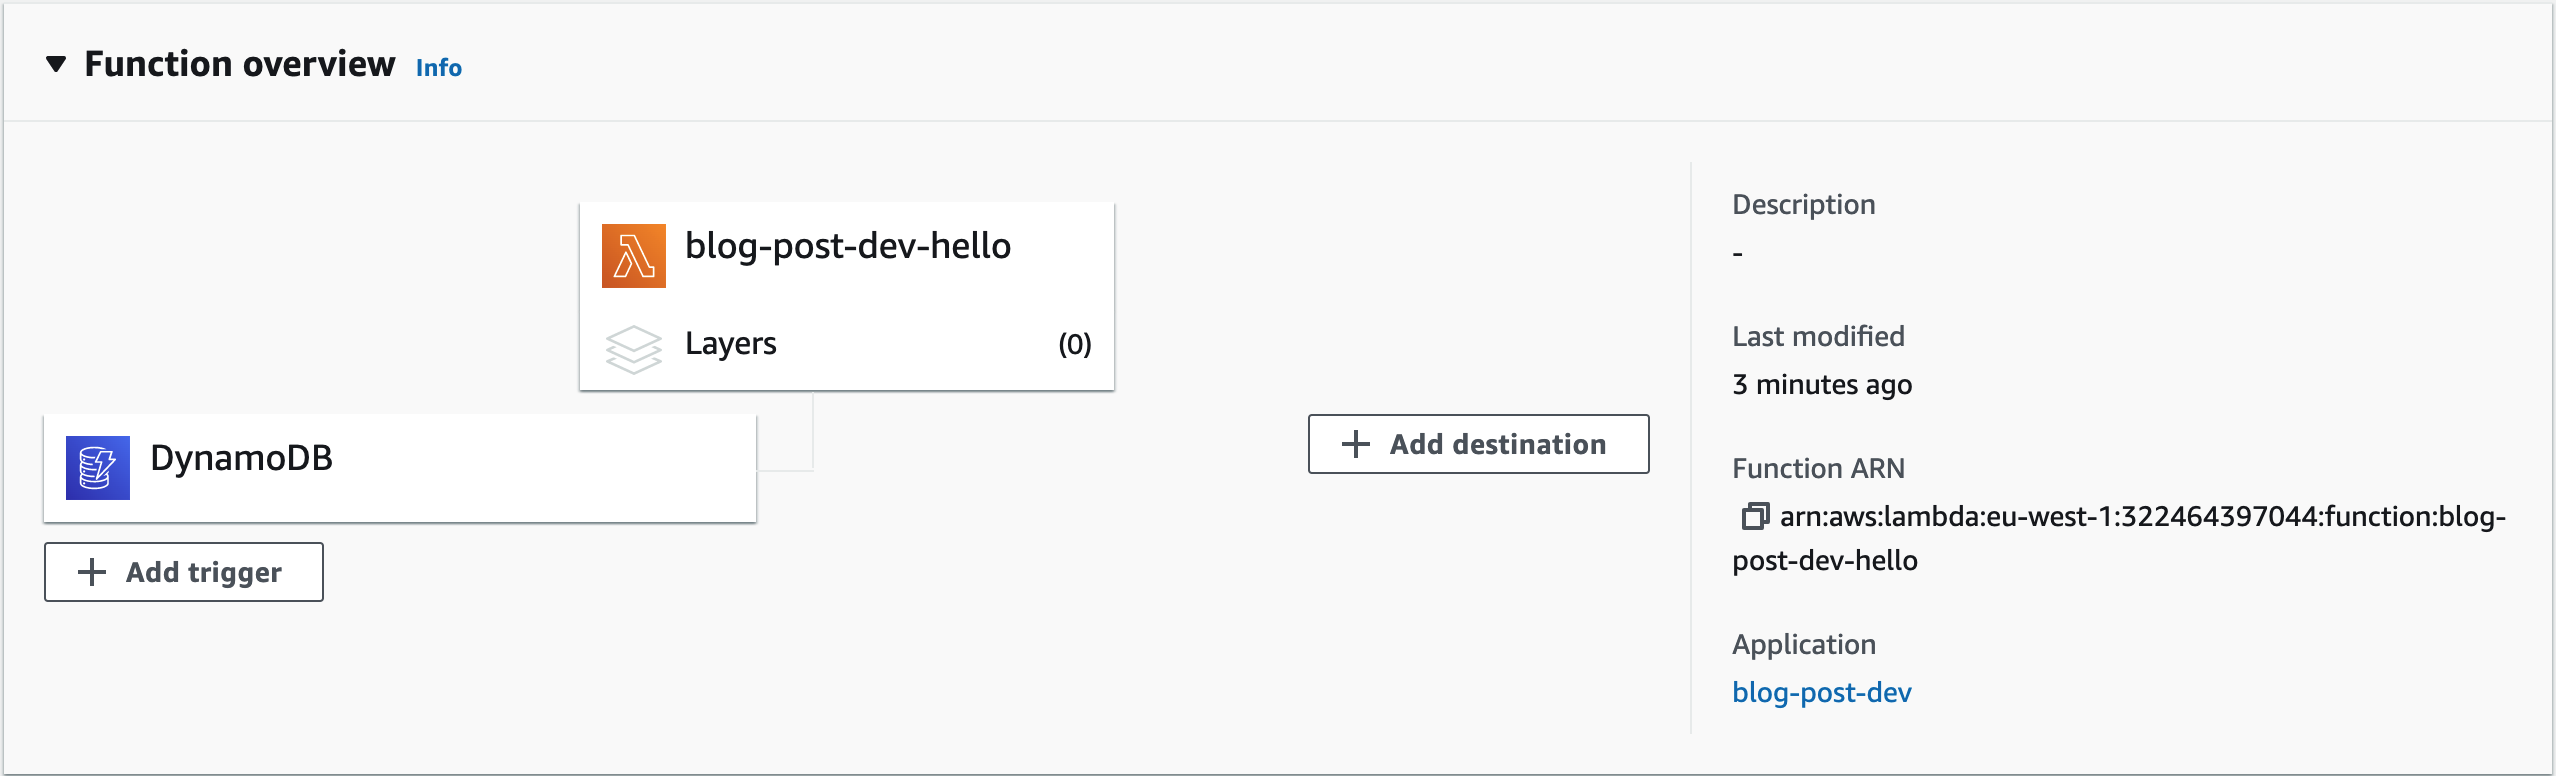 Function overview Info
blog-post-dev-hello
Layers (0)
DynamoDB
+ Add trigger
+ Add destination
Description
-
Last modified
3 minutes ago
Function ARN
arn:aws:lambda:eu-west-1:322464397044:function:blog-
post-dev-hello
Application
blog-post-dev